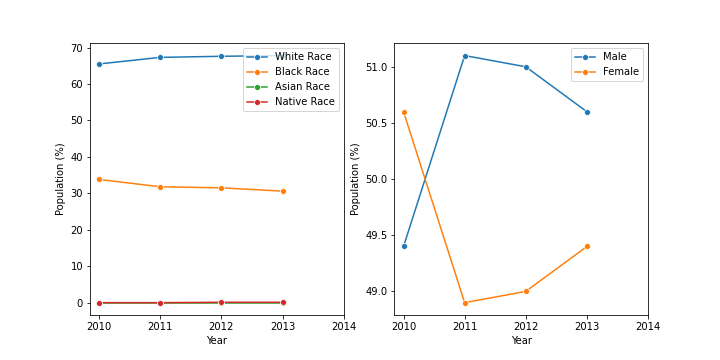 70
60
50
40
30
20
10
0
Population (%)
2010 2011 2012 2013 2014
Year
White Race
Black Race
Asian Race
Native Race
51.0
50.5
50.0
49.5
49.0
Population (%)
2010 2011 2012 2013 2014
Year
Male
Female